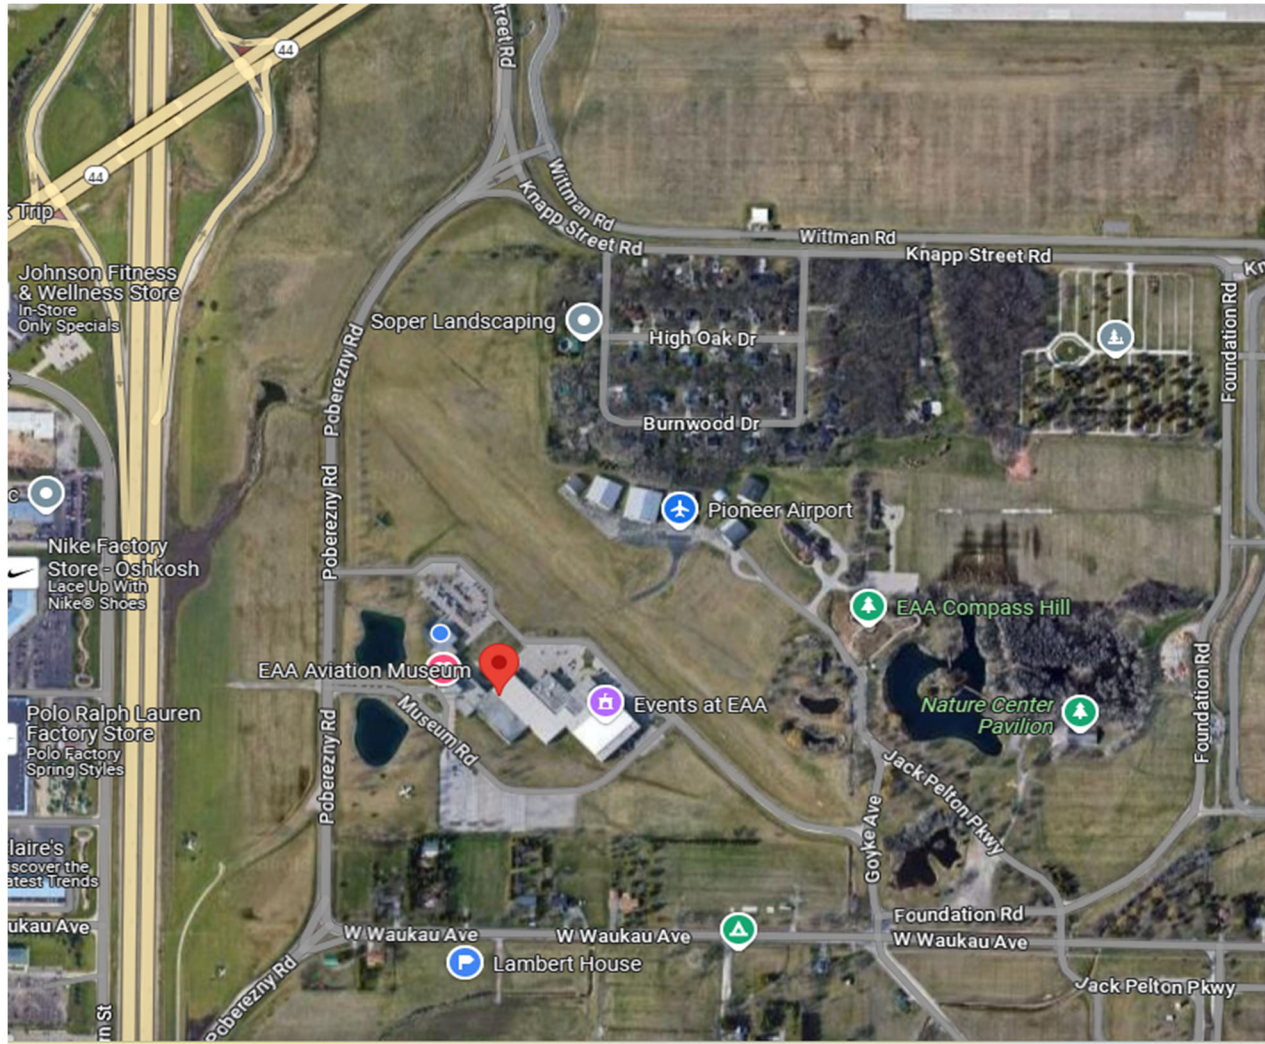 treet Rd
44
44
Trip
Wittman Rd
Knapp Street Rd
Wittman Rd
Knapp Street Rd
Kn
Johnson Fitness
& Wellness Store
In-Store
Only Specials
Soper Landscaping
High Oak Dr
Foundation Rd
Poberezny Rd
Burnwood Dr
c
Poberezny Rd
Pioneer Airport
Nike Factory
Store - Oshkosh
Lace Up With
Nike® Shoes
EAA Compass Hill
EAA Aviation Museum
Events at EAA
Nature Center
Pavilion
Foundation Rd
Polo Ralph Lauren
Factory Store
Polo Factory
Spring Styles
Museum Rd
Poberezny Rd
Jack Pelton Pkwy
Goyke Ave
laire's
iscover the
atest Trends
ukau Ave
W Waukau Ave
W Waukau Ave
Foundation Rd
W Waukau Ave
Lambert House
Poberezny Rd
Jack Pelton Pkwy
rn St